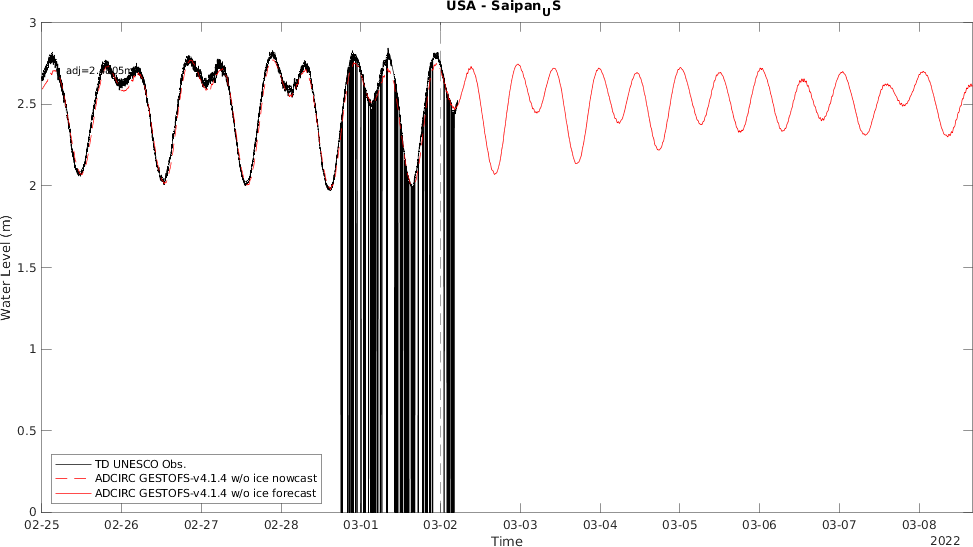 USA - Saipan_US
3
2.5
2
1.5
1
0.5
0
Water Level (m)
TD UNESCO Obs.
ADCIRC GESTOFS-v4.1.4 w/o ice nowcast
ADCIRC GESTOFS-v4.1.4 w/o ice forecast
02-25 02-26 02-27 02-28 03-01 03-02 03-03 03-04 03-05 03-06 03-07 03-08
Time
2022